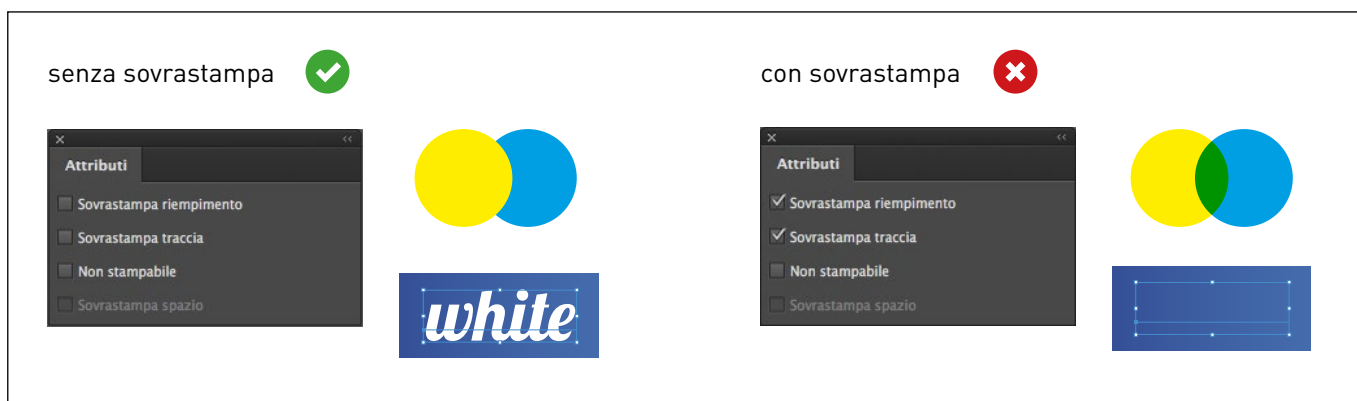 senza sovrastampa
Attributi
Sovrastampa riempimento
Sovrastampa traccia
Non stampabile
Sovrastampa spazio
white
con sovrastampa
Attributi
Sovrastampa riempimento
Sovrastampa traccia
Non stampabile
Sovrastampa spazio